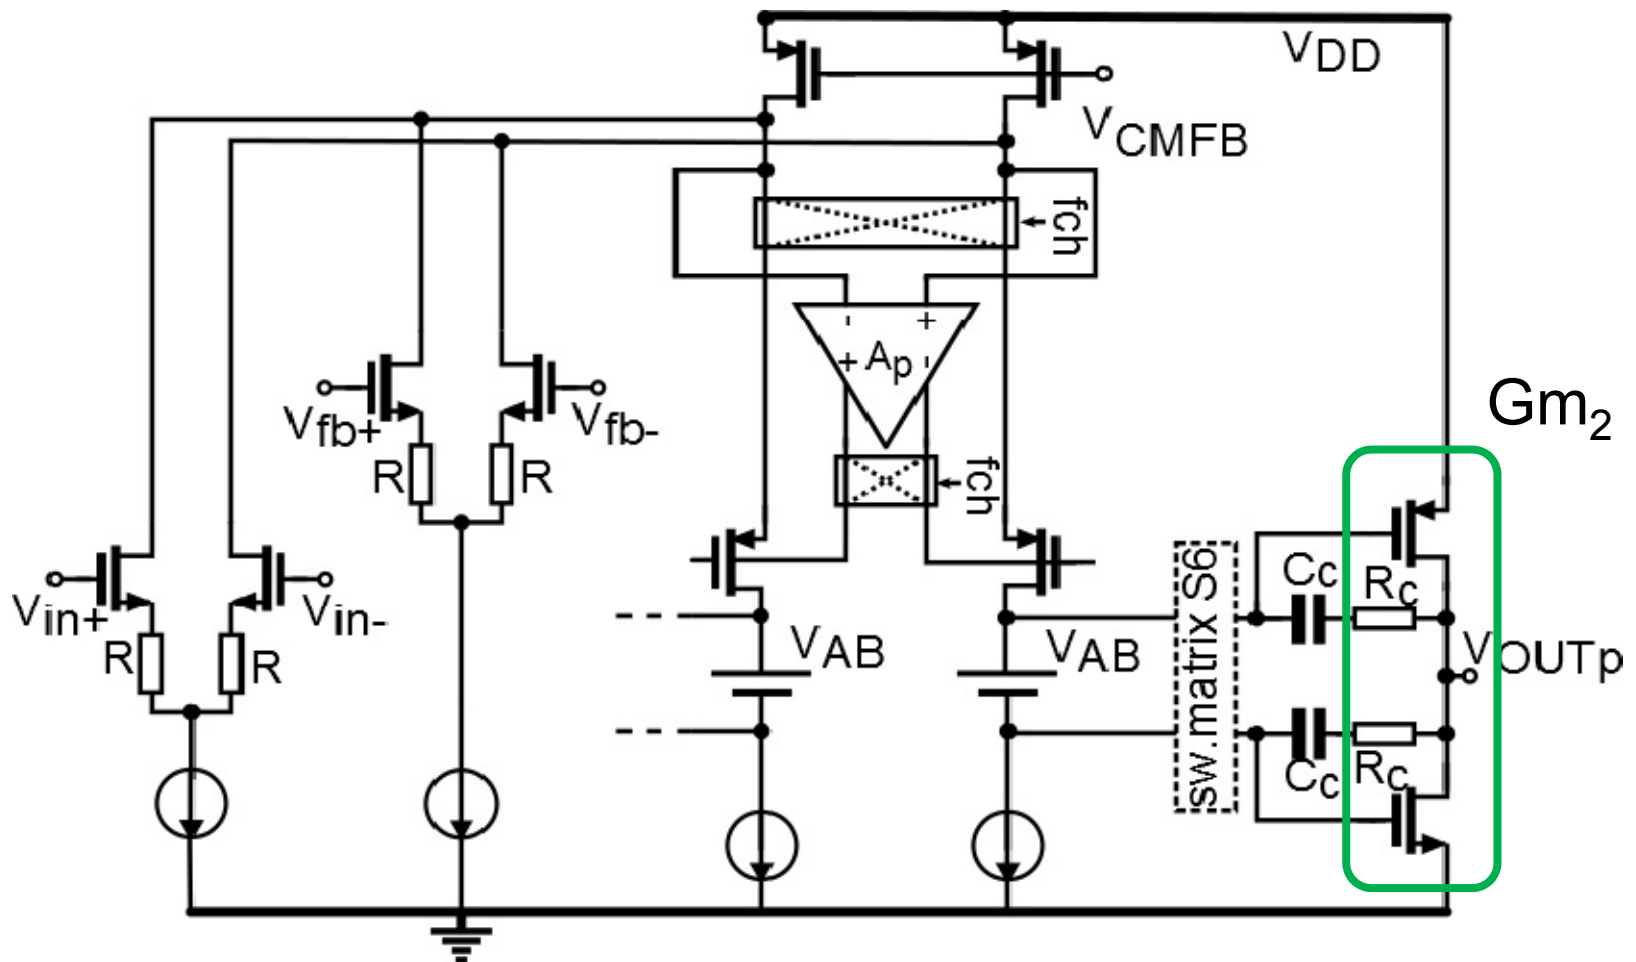 VDD
VCMFB
fch
- +
+ Ap -
Gm2
Vfb+
Vfb-
R
R
fch
Vin+
Vin-
R
R
VAB
VAB
sw.matrix S6
Cc
Rc
VOUTp
Cc
Rc